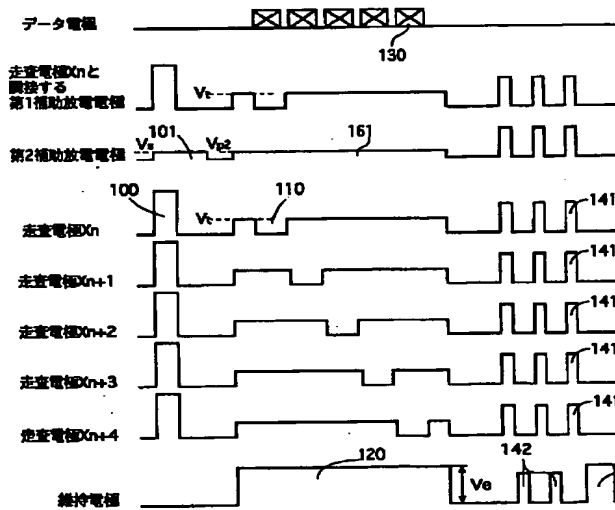 データ電極
130
走査電極Xnと
隣接する
第1補助放電電極
Vt
第2補助放電電極
Vs
101
Vp2
161
走査電極Xn
100
Vt
110
141
走査電極Xn+1
141
走査電極Xn+2
141
走査電極Xn+3
141
走査電極Xn+4
141
維持電極
120
Ve
142